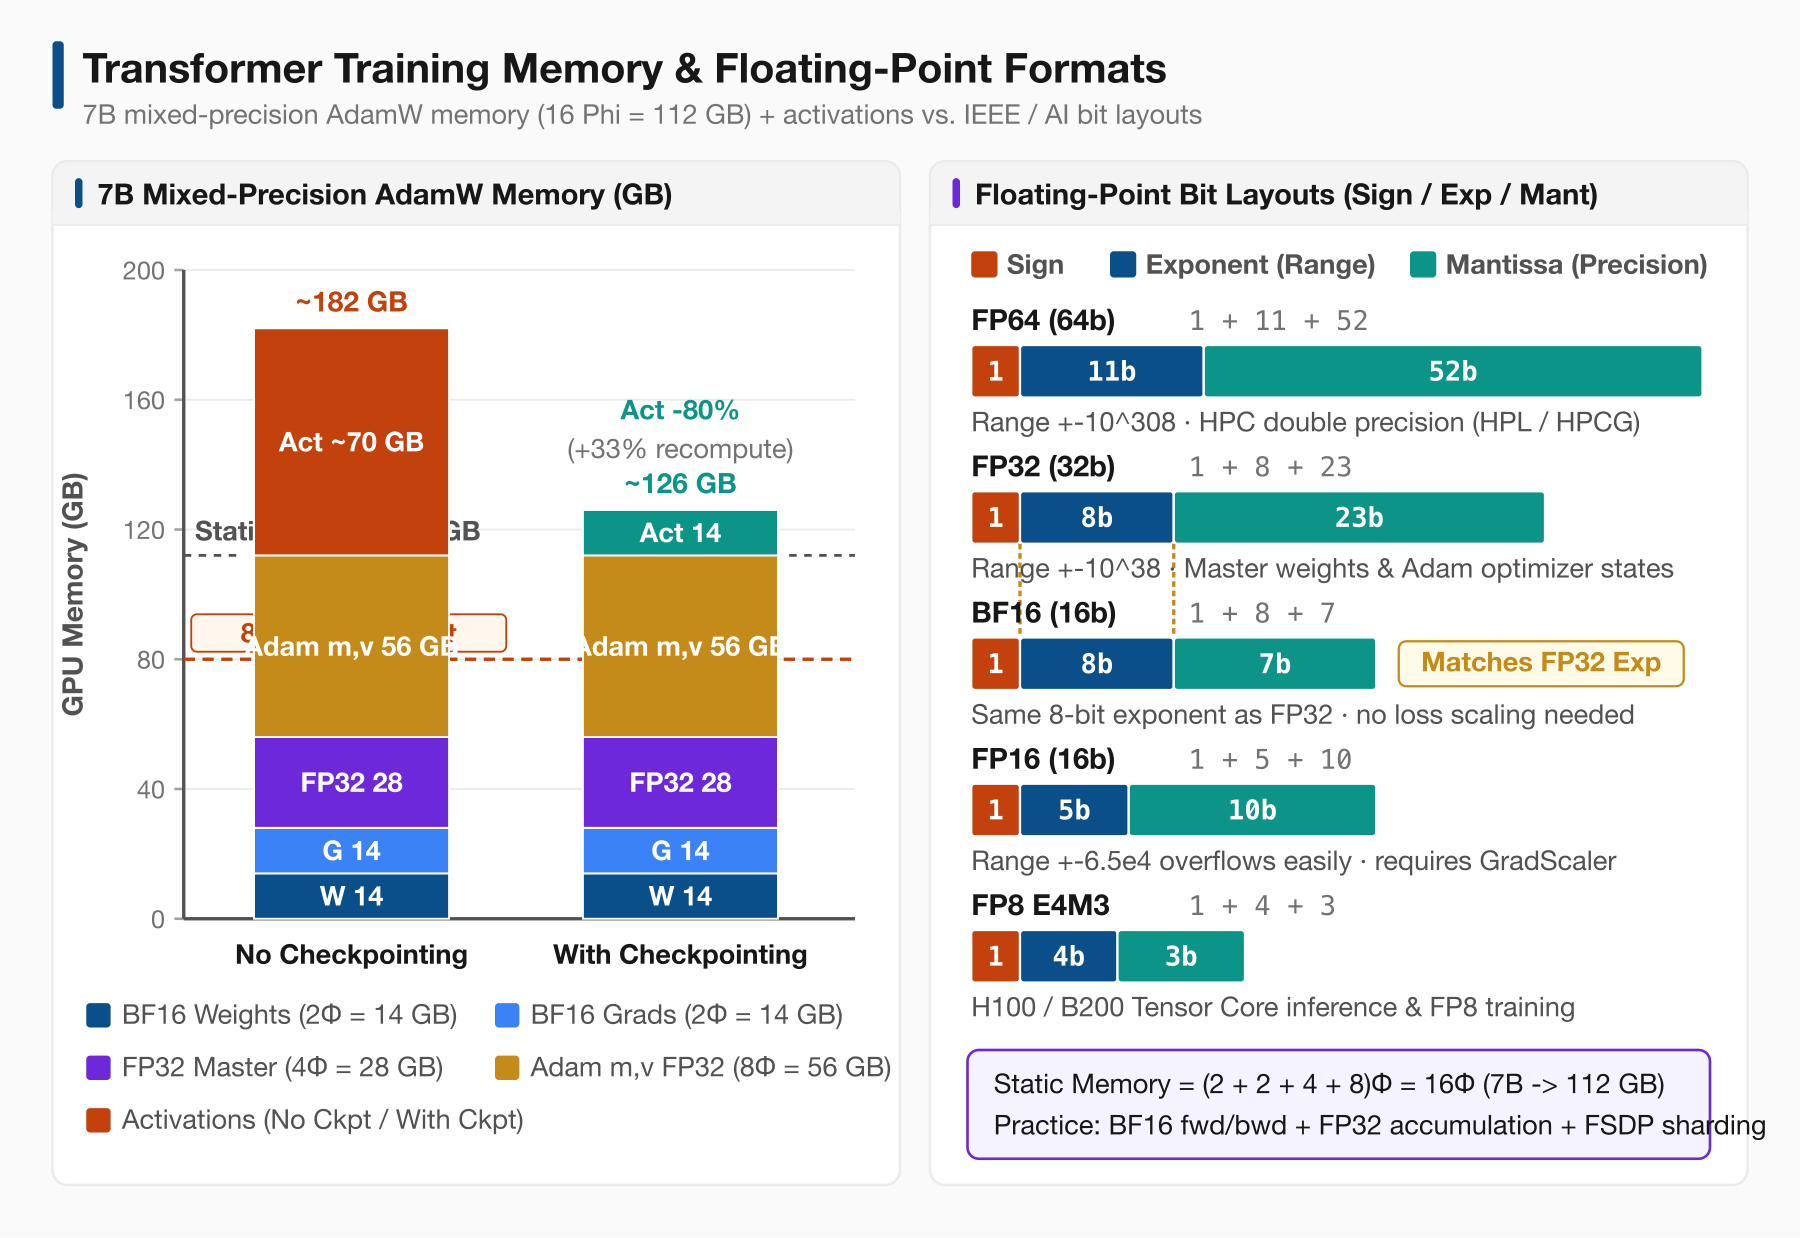 Transformer Training Memory & Floating-Point Formats
7B mixed-precision AdamW memory (16 Phi = 112 GB) + activations vs. IEEE / AI bit layouts
7B Mixed-Precision AdamW Memory (GB)
GPU Memory (GB)
200
160
120
80
40
0
~182 GB
Act ~70 GB
GB
Adam m,v 56 GB
FP32 28
G 14
W 14
No Checkpointing
Act -80%
(+33% recompute)
~126 GB
Act 14
Adam m,v 56 GB
FP32 28
G 14
W 14
With Checkpointing
BF16 Weights (2Φ = 14 GB)
BF16 Grads (2Φ = 14 GB)
FP32 Master (4Φ = 28 GB)
Adam m,v FP32 (8Φ = 56 GB)
Activations (No Ckpt / With Ckpt)
Floating-Point Bit Layouts (Sign / Exp / Mant)
Sign
Exponent (Range)
Mantissa (Precision)
FP64 (64b) 1 + 11 + 52
1 11b 52b
Range +-10^308 · HPC double precision (HPL / HPCG)
FP32 (32b) 1 + 8 + 23
1 8b 23b
Range +-10^38 · Master weights & Adam optimizer states
BF16 (16b) 1 + 8 + 7
1 8b 7b
Matches FP32 Exp
Same 8-bit exponent as FP32 · no loss scaling needed
FP16 (16b) 1 + 5 + 10
1 5b 10b
Range +-6.5e4 overflows easily · requires GradScaler
FP8 E4M3 1 + 4 + 3
1 4b 3b
H100 / B200 Tensor Core inference & FP8 training
Static Memory = (2 + 2 + 4 + 8)Φ = 16Φ (7B -> 112 GB)
Practice: BF16 fwd/bwd + FP32 accumulation + FSDP sharding